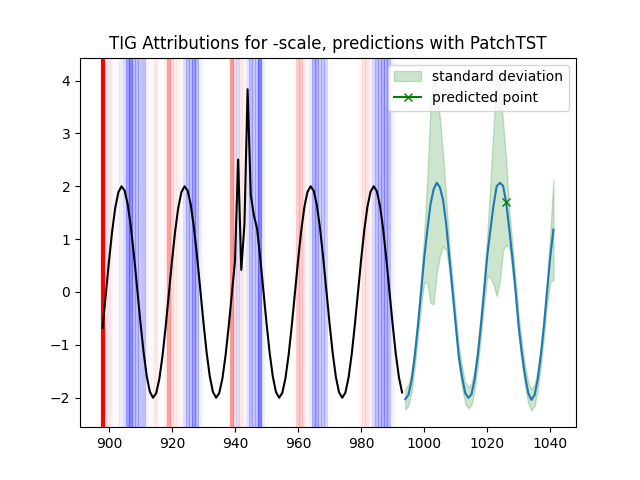 TIG Attributions for -scale, predictions with PatchTST
standard deviation
predicted point
4
3
2
1
0
−1
−2
900 920 940 960 980 1000 1020 1040